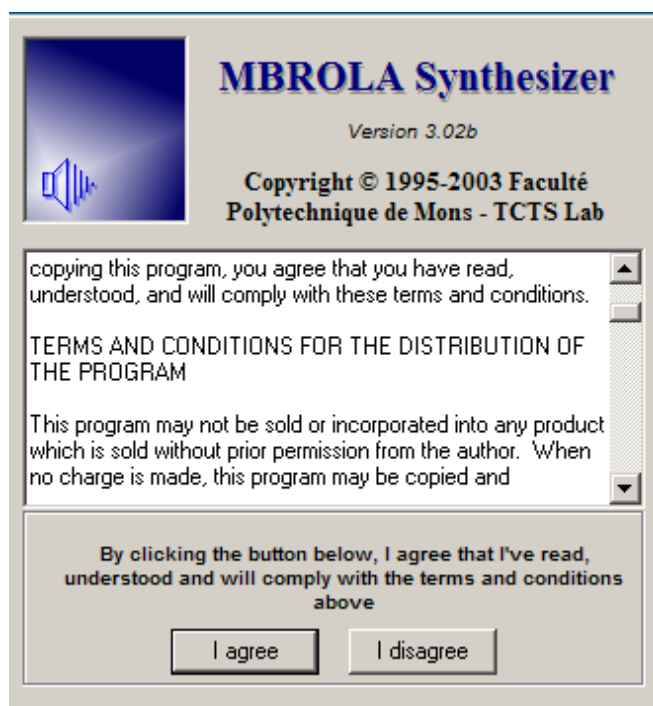 MBROLA Synthesizer
Version 3.02b
Copyright © 1995-2003 Faculté
Polytechnique de Mons - TCTS Lab
copying this program, you agree that you have read,
understood, and will comply with these terms and conditions.
TERMS AND CONDITIONS FOR THE DISTRIBUTION OF
THE PROGRAM
This program may not be sold or incorporated into any product
which is sold without prior permission from the author.  When
no charge is made, this program may be copied and
By clicking the button below, I agree that I've read,
understood and will comply with the terms and conditions
above
I agree
I disagree